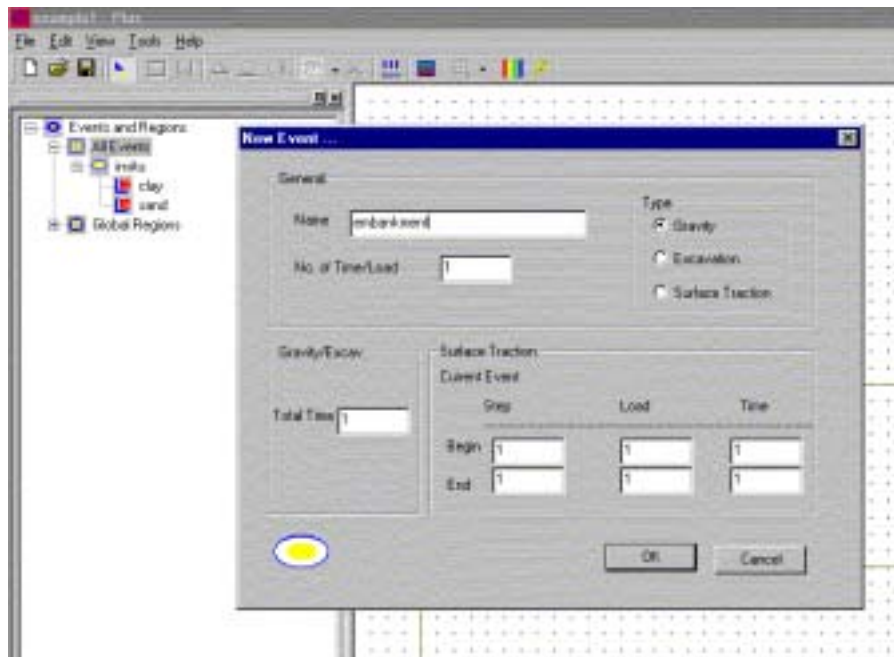 example1 - Plus
File Edit View Tools Help
Events and Regions
All Events
insitu
clay
sand
Global Regions
New Event ...
General
Name embankment
No. of Time/Load 1
Type
Gravity
Excavation
Surface Traction
Gravity/Excav.
Total Time 1
Surface Traction
Current Event
Step Load Time
Begin 1 1 1
End 1 1 1
OK Cancel